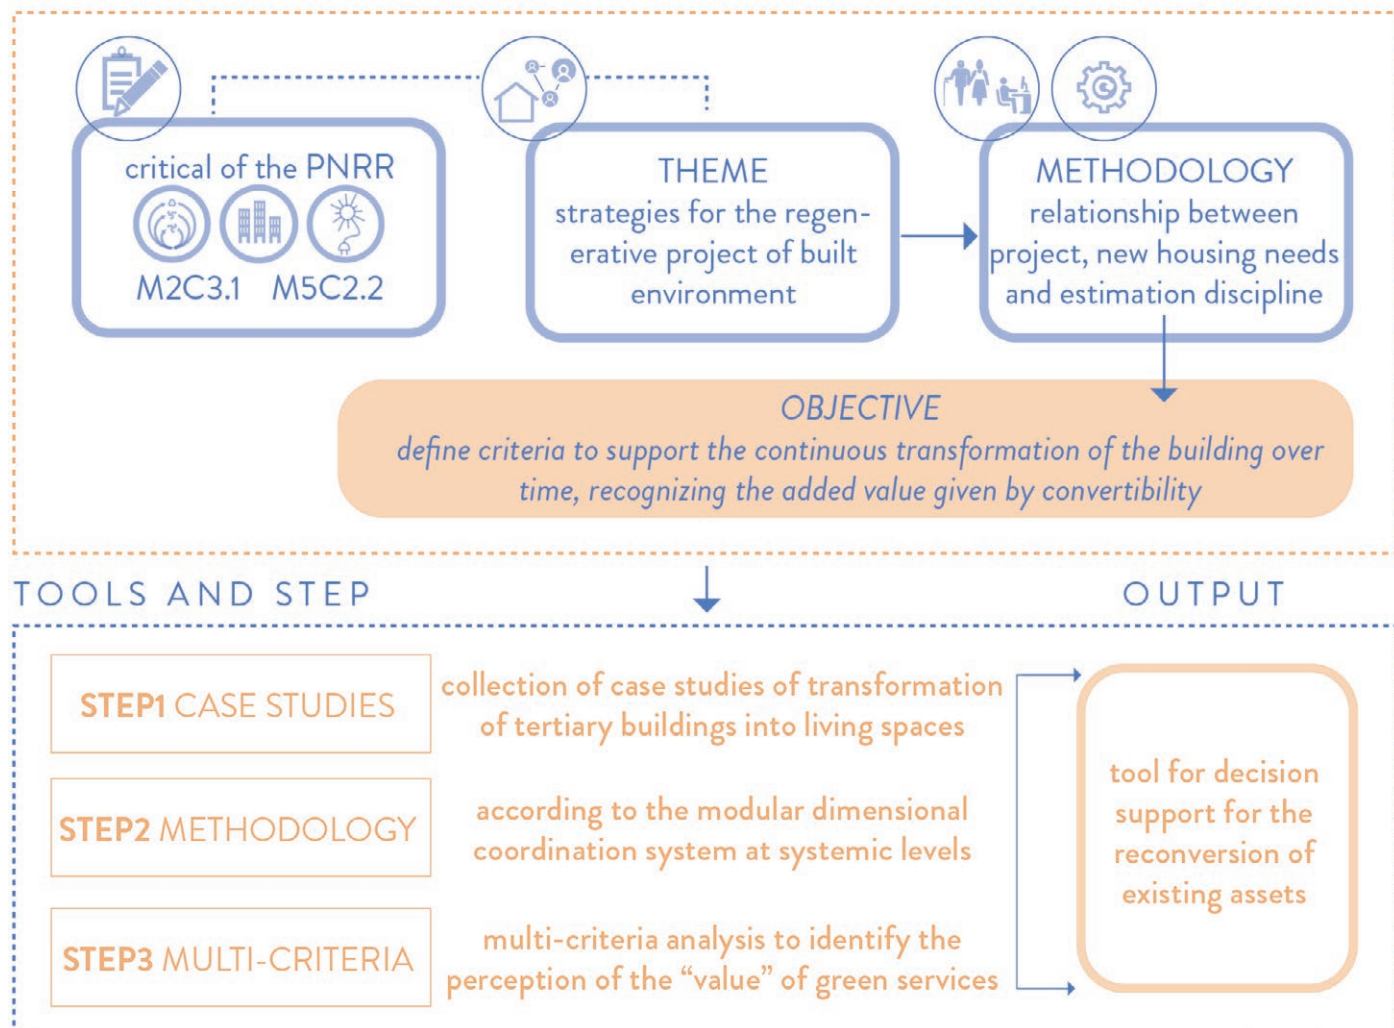 critical of the PNRR
M2C3.1 M5C2.2
THEME
strategies for the regen-
erative project of built
environment
METHODOLOGY
relationship between
project, new housing needs
and estimation discipline
OBJECTIVE
define criteria to support the continuous transformation of the building over
time, recognizing the added value given by convertibility
TOOLS AND STEP
OUTPUT
STEP1 CASE STUDIES
collection of case studies of transformation
of tertiary buildings into living spaces
STEP2 METHODOLOGY
according to the modular dimensional
coordination system at systemic levels
STEP3 MULTI-CRITERIA
multi-criteria analysis to identify the
perception of the “value” of green services
tool for decision
support for the
reconversion of
existing assets